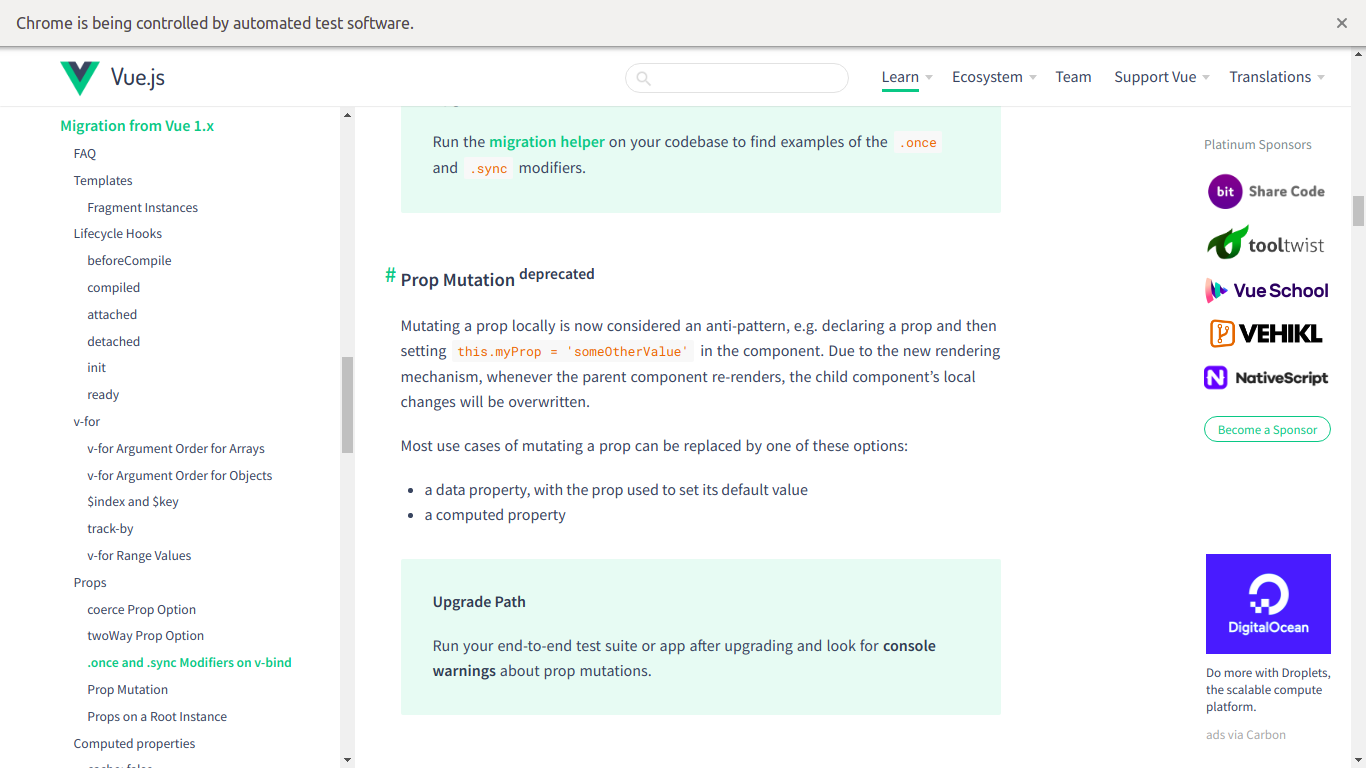 Chrome is being controlled by automated test software.
Vue.js
Learn
Ecosystem
Team
Support Vue
Translations
Migration from Vue 1.x
FAQ
Templates
Fragment Instances
Lifecycle Hooks
beforeCompile
compiled
attached
detached
init
ready
v-for
v-for Argument Order for Arrays
v-for Argument Order for Objects
$index and $key
track-by
v-for Range Values
Props
coerce Prop Option
twoWay Prop Option
.once and .sync Modifiers on v-bind
Prop Mutation
Props on a Root Instance
Computed properties
Run the migration helper on your codebase to find examples of the .once
and .sync modifiers.
# Prop Mutation deprecated
Mutating a prop locally is now considered an anti-pattern, e.g. declaring a prop and then
setting this.myProp = 'someOtherValue' in the component. Due to the new rendering
mechanism, whenever the parent component re-renders, the child component’s local
changes will be overwritten.
Most use cases of mutating a prop can be replaced by one of these options:
• a data property, with the prop used to set its default value
• a computed property
Upgrade Path
Run your end-to-end test suite or app after upgrading and look for console
warnings about prop mutations.
Platinum Sponsors
bit Share Code
tooltwist
Vue School
VEHIKL
NativeScript
Become a Sponsor
DigitalOcean
Do more with Droplets,
the scalable compute
platform.
ads via Carbon